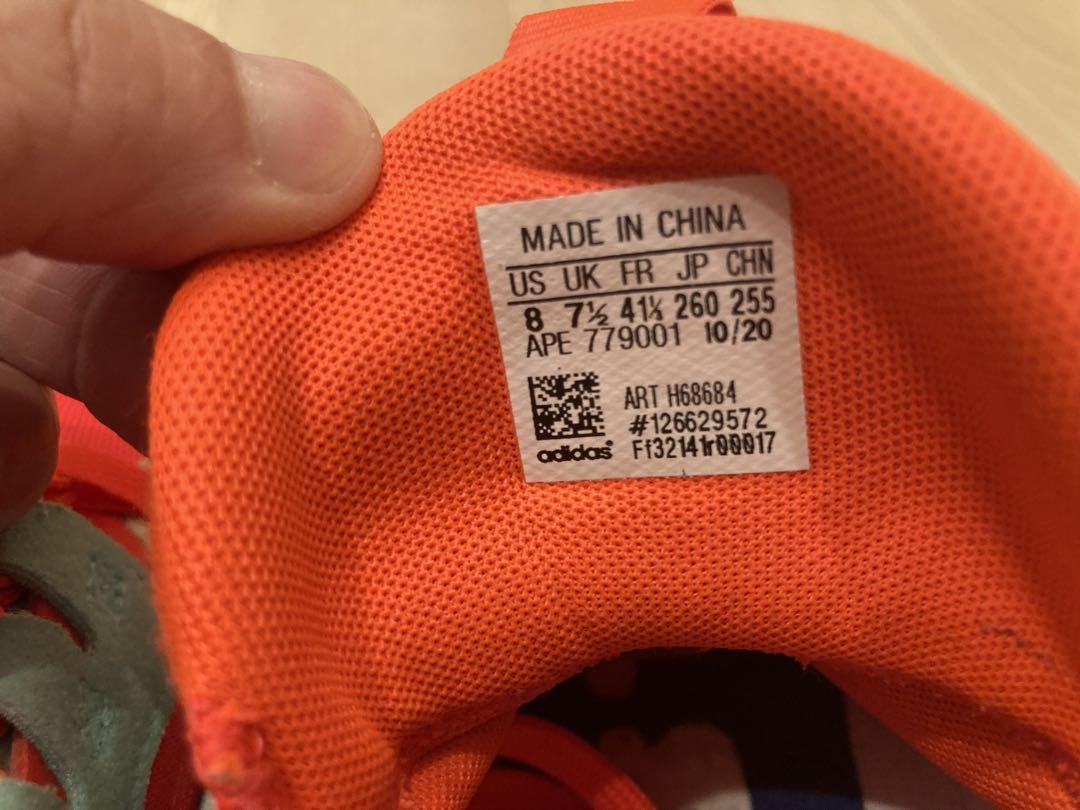 MADE IN CHINA
US UK FR JP CHN
8 7½ 41⅓ 260 255
APE 779001 10/20
ART H68684
#126629572
adidas Ff32141r00017